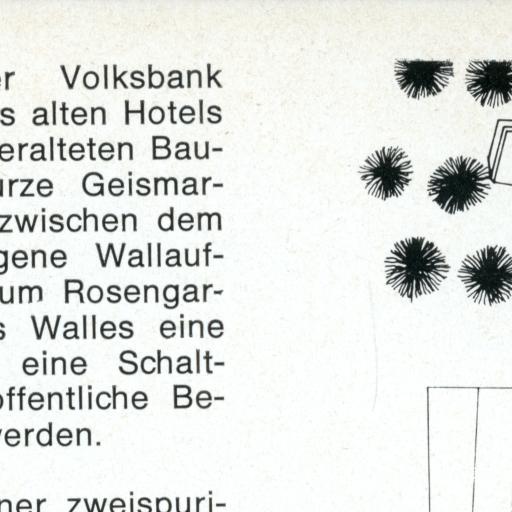 er Volksbank
s alten Hotels
eralteten Bau-
urze Geismar-
zwischen dem
gene Wallauf-
um Rosengar-
s Walles eine
eine Schalt-
öffentliche Be-
werden.
ner zweispuri-